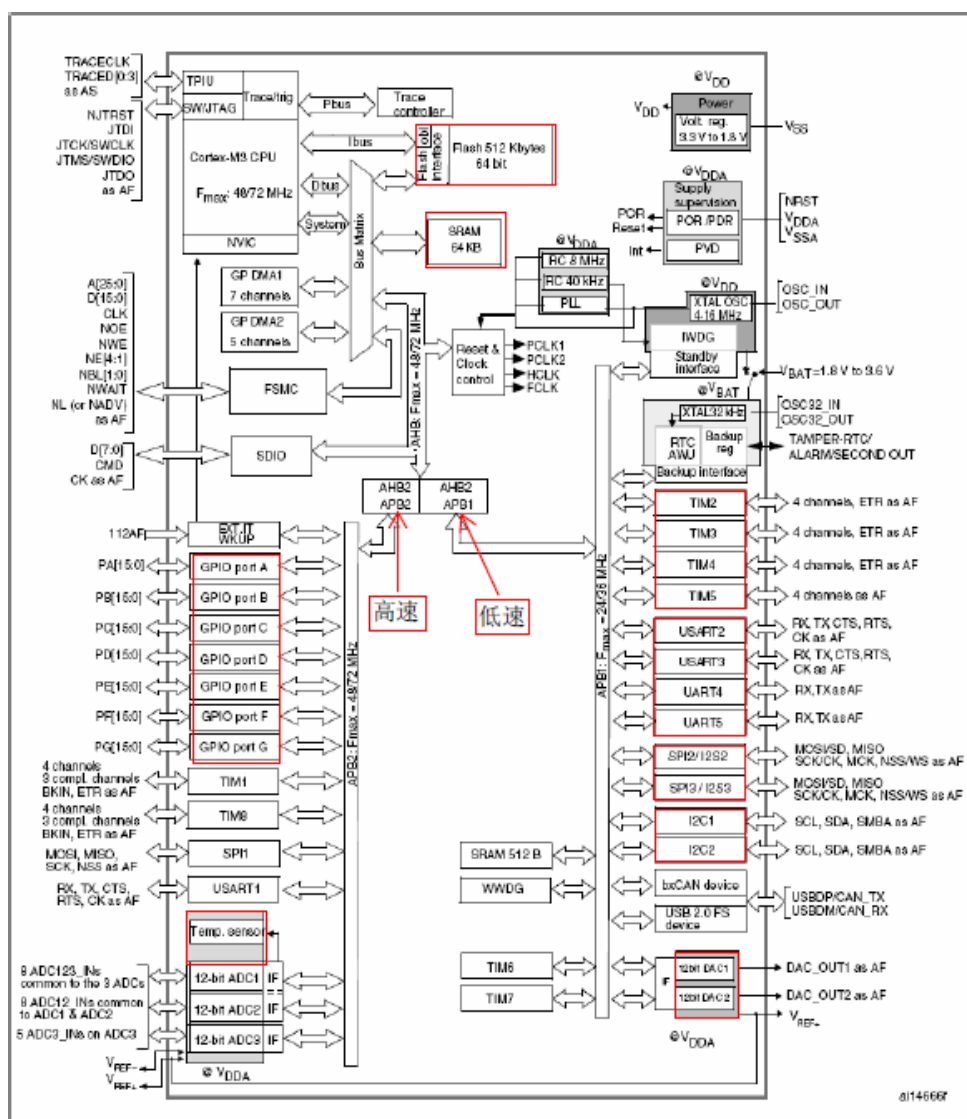 TRACECLK
TRACED[0:3]
as AS
NJTRST
JTDI
JTCK/SWCLK
JTMS/SWDIO
JTDO
as AF
TPIU
SW/JTAG
Trace/trig
Pbus
Trace
controller
Cortex-M3 CPU
Fmax: 48/72 MHz
NVIC
Ibus
Dbus
System
Flash obl
Interface
Flash 512 Kbytes
64 bit
SRAM
64 KB
Bus Matrix
GP DMA1
7 channels
GP DMA2
5 channels
@VDD
Power
VDD
Volt. reg.
3.3 V to 1.8 V
VSS
@VDDA
Supply
supervision
POR
Reset
Int
POR /PDR
PVD
NRST
VDDA
VSSA
@VDDA
RC 8 MHz
RC 40 kHz
PLL
@VDD
XTAL OSC
4-16 MHz
OSC_IN
OSC_OUT
IWDG
Standby
interface
Reset &
Clock
control
PCLK1
PCLK2
HCLK
FCLK
VBAT=1.8 V to 3.6 V
@VBAT
XTAL32 kHz
OSC32_IN
OSC32_OUT
RTC
AWU
Backup
reg
Backup interface
TAMPER-RTC/
ALARM/SECOND OUT
A[25:0]
D[15:0]
CLK
NOE
NWE
NE[4:1]
NBL[1:0]
NWAIT
NL (or NADV)
as AF
FSMC
D[7:0]
CMD
CK as AF
SDIO
AHB: Fmax = 48/72 MHz
AHB2
APB2
AHB2
APB1
高速
低速
112AF
EXT.IT
WKUP
PA[15:0]
GPIO port A
PB[15:0]
GPIO port B
PC[15:0]
GPIO port C
PD[15:0]
GPIO port D
PE[15:0]
GPIO port E
PF[15:0]
GPIO port F
PG[15:0]
GPIO port G
4 channels
3 compl. channels
BKIN, ETR as AF
TIM1
4 channels
3 compl. channels
BKIN, ETR as AF
TIM8
MOSI, MISO,
SCK, NSS as AF
SPI1
RX, TX, CTS,
RTS, CK as AF
USART1
Temp. sensor
8 ADC123_INs
common to the 3 ADCs
12-bit ADC1
IF
8 ADC12_INs common
to ADC1 & ADC2
12-bit ADC2
IF
5 ADC3_INs on ADC3
12-bit ADC3
IF
VREF-
VREF+
@ VDDA
APB2: Fmax = 48/72 MHz
APB1: Fmax = 24/36 MHz
TIM2
4 channels, ETR as AF
TIM3
4 channels, ETR as AF
TIM4
4 channels, ETR as AF
TIM5
4 channels as AF
USART2
RX, TX, CTS, RTS,
CK as AF
USART3
RX, TX, CTS, RTS,
CK as AF
UART4
RX,TX as AF
UART5
RX,TX as AF
SPI2/I2S2
MOSI/SD, MISO
SCK/CK, MCK, NSS/WS as AF
SPI3 / I2S3
MOSI/SD, MISO
SCK/CK, MCK, NSS/WS as AF
I2C1
SCL, SDA, SMBA as AF
I2C2
SCL, SDA, SMBA as AF
SRAM 512 B
WWDG
bxCAN device
USB 2.0 FS
device
USBDP/CAN_TX
USBDM/CAN_RX
TIM6
TIM7
IF
12bit DAC1
DAC_OUT1 as AF
12bit DAC 2
DAC_OUT2 as AF
VREF+
@VDDA
ai14666f